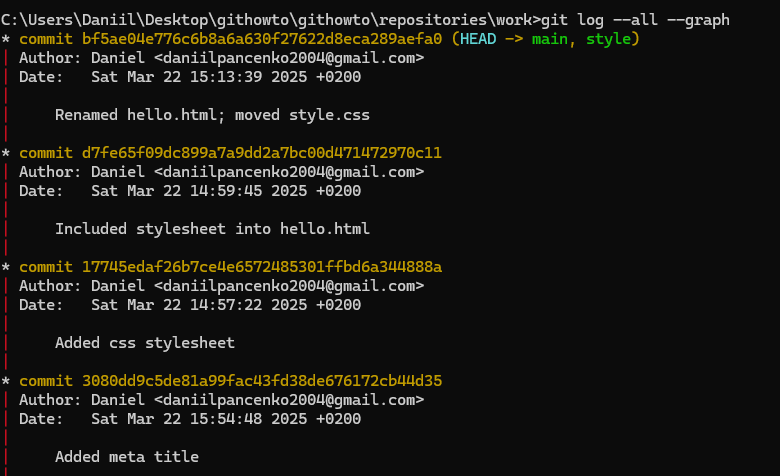 C:\Users\Daniil\Desktop\githowto\githowto\repositories\work>git log --all --graph
* commit bf5ae04e776c6b8a6a630f27622d8eca289aefa0 (HEAD -> main, style)
| Author: Daniel <daniilpancenko2004@gmail.com>
| Date:   Sat Mar 22 15:13:39 2025 +0200
|
|     Renamed hello.html; moved style.css
|
* commit d7fe65f09dc899a7a9dd2a7bc00d471472970c11
| Author: Daniel <daniilpancenko2004@gmail.com>
| Date:   Sat Mar 22 14:59:45 2025 +0200
|
|     Included stylesheet into hello.html
|
* commit 17745edaf26b7ce4e6572485301ffbd6a344888a
| Author: Daniel <daniilpancenko2004@gmail.com>
| Date:   Sat Mar 22 14:57:22 2025 +0200
|
|     Added css stylesheet
|
* commit 3080dd9c5de81a99fac43fd38de676172cb44d35
| Author: Daniel <daniilpancenko2004@gmail.com>
| Date:   Sat Mar 22 15:54:48 2025 +0200
|
|     Added meta title
|